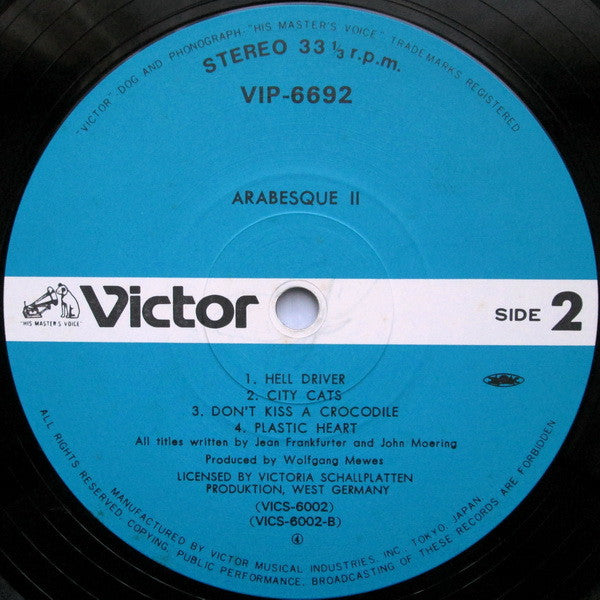 "VICTOR" DOG AND PHONOGRAPH-"HIS MASTER'S VOICE" TRADEMARKS REGISTERED
STEREO 33 1/3 r.p.m.
VIP-6692
ARABESQUE II
"HIS MASTER'S VOICE"
Victor
SIDE 2
1. HELL DRIVER
2. CITY CATS
3. DON'T KISS A CROCODILE
4. PLASTIC HEART
All titles written by Jean Frankfurter and John Moering
Produced by Wolfgang Mewes
LICENSED BY VICTORIA SCHALLPLATTEN
PRODUKTION, WEST GERMANY
(VICS-6002)
(VICS-6002-B)
④
MANUFACTURED BY VICTOR MUSICAL INDUSTRIES, INC. TOKYO, JAPAN.
ALL RIGHTS RESERVED. COPYING, PUBLIC PERFORMANCE, BROADCASTING OF THESE RECORDS ARE FORBIDDEN